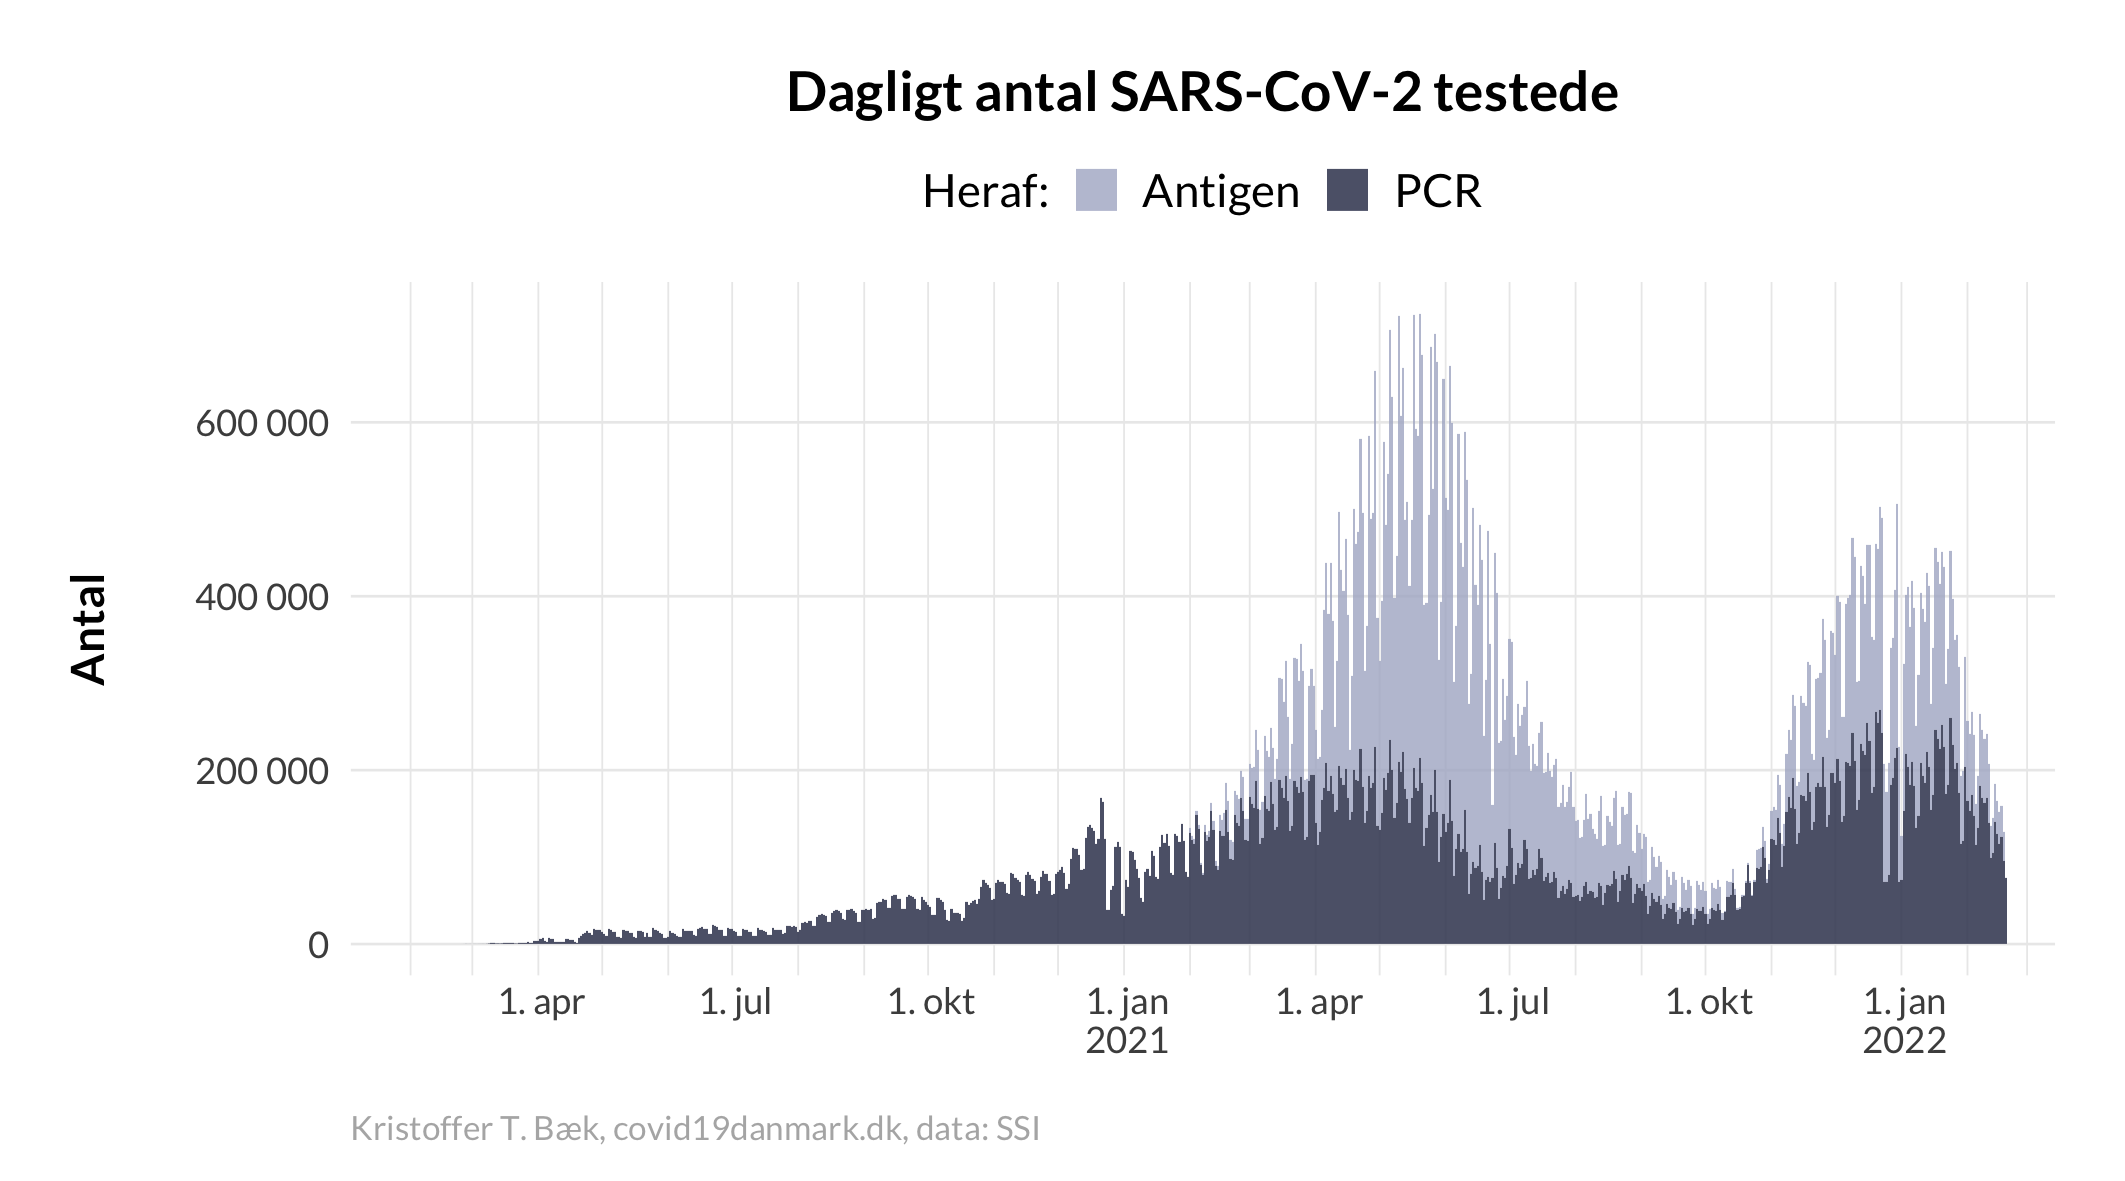 Dagligt antal SARS-CoV-2 testede
Heraf: Antigen PCR
Antal
600 000
400 000
200 000
0
1. apr 1. jul 1. okt 1. jan 1. apr 1. jul 1. okt 1. jan
2021 2022
Kristoffer T. Bæk, covid19danmark.dk, data: SSI